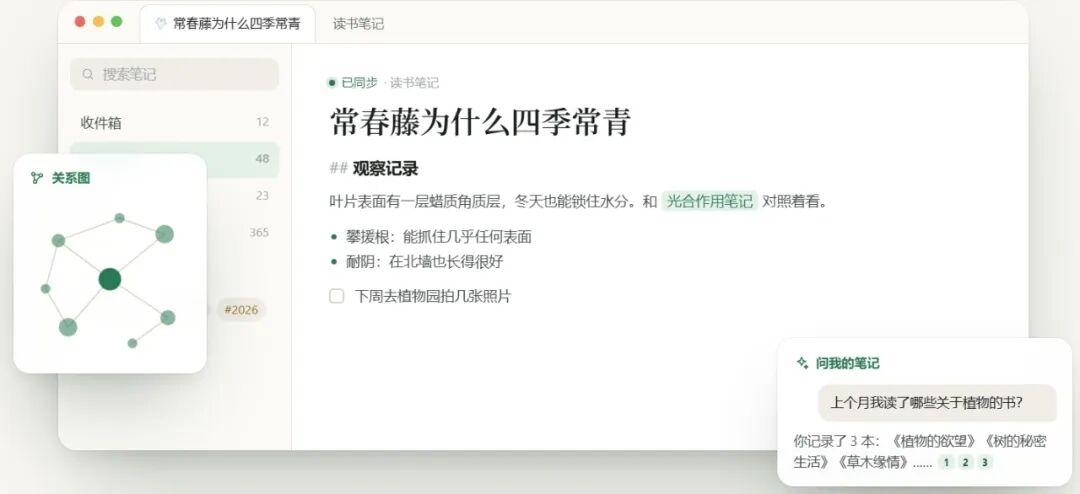 常春藤为什么四季常青
读书笔记
搜索笔记
收件箱
12
48
23
365
#2026
关系图
已同步 · 读书笔记
常春藤为什么四季常青
## 观察记录
叶片表面有一层蜡质角质层，冬天也能锁住水分。和 光合作用笔记 对照着看。
攀援根：能抓住几乎任何表面
耐阴：在北墙也长得很好
下周去植物园拍几张照片
问我的笔记
上个月我读了哪些关于植物的书？
你记录了 3 本：《植物的欲望》《树的秘密
生活》《草木缘情》…… 1 2 3